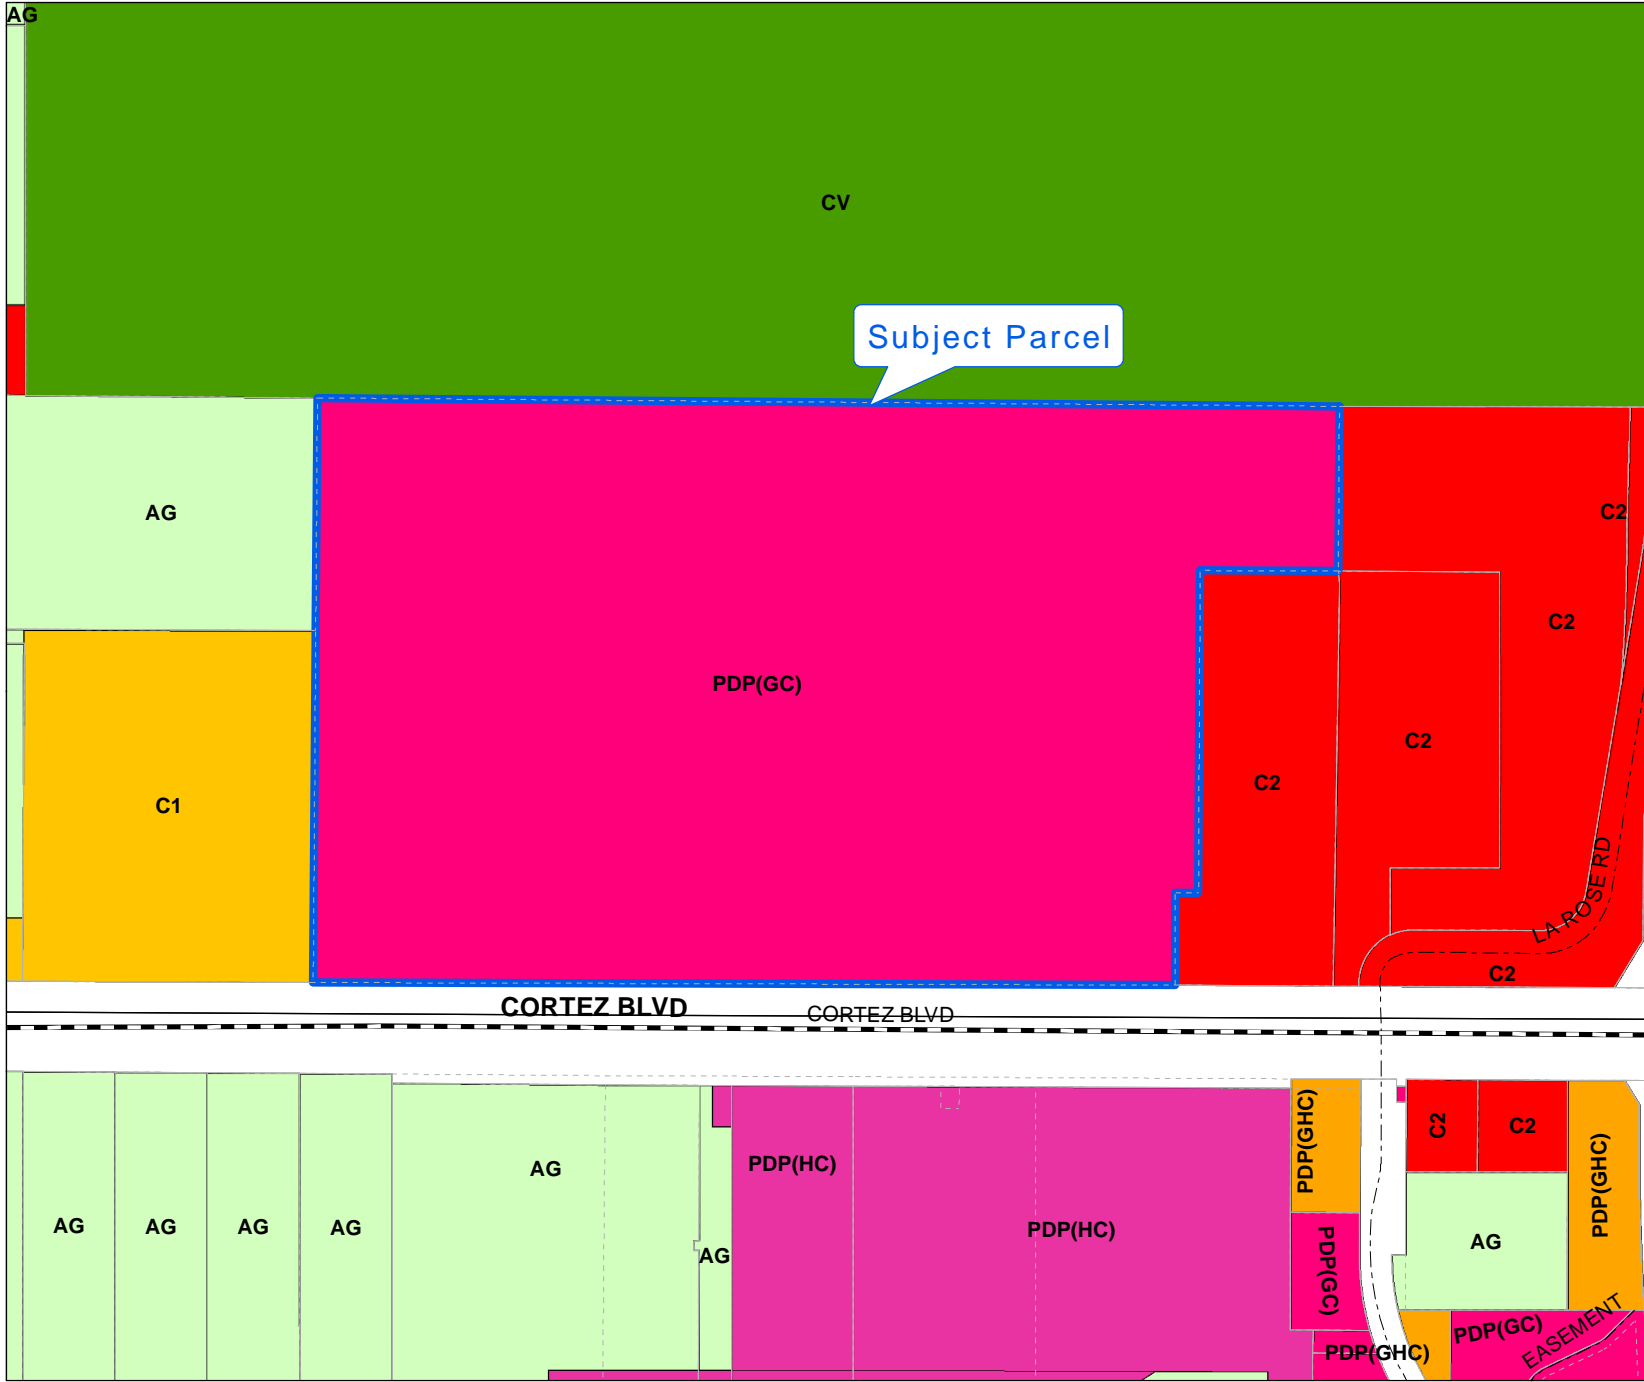 AG
CV
Subject Parcel
AG
C2
C2
PDP(GC)
C2
C2
C1
LA ROSE RD
C2
CORTEZ BLVD
CORTEZ BLVD
PDP(GHC)
C2
C2
PDP(GHC)
AG
PDP(HC)
AG
AG
AG
AG
AG
PDP(HC)
PDP(GC)
AG
PDP(GHC)
PDP(GC)
EASEMENT